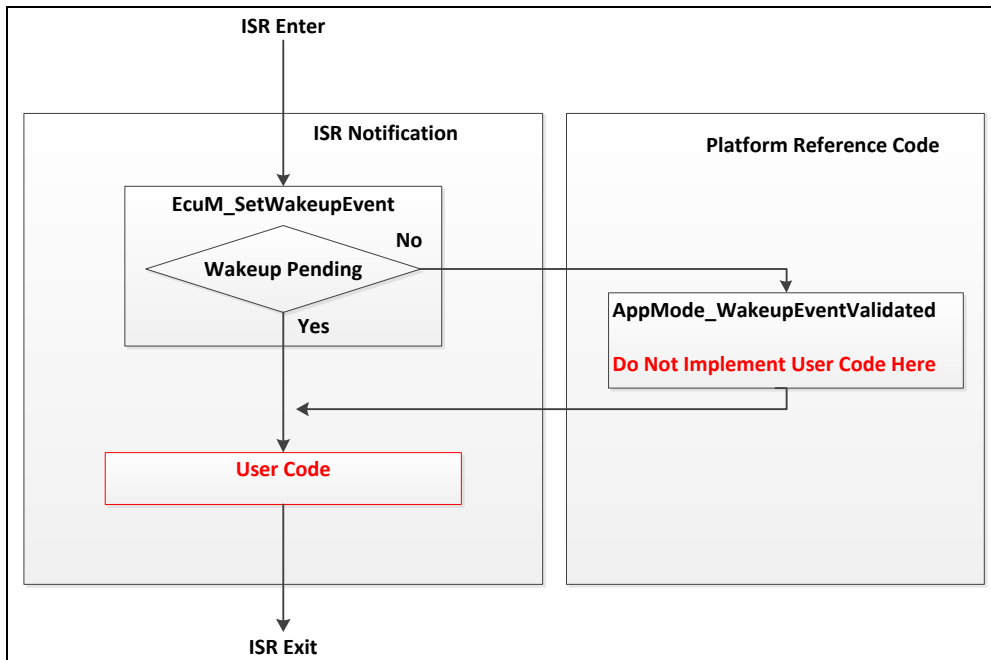 ISR Enter
ISR Notification
Platform Reference Code
EcuM_SetWakeupEvent
No
Wakeup Pending
Yes
AppMode_WakeupEventValidated
Do Not Implement User Code Here
User Code
ISR Exit